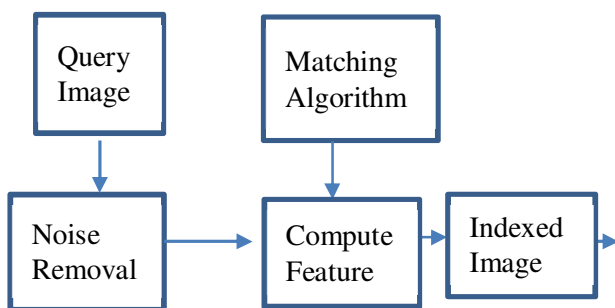 Query
Image
Matching
Algorithm
Noise
Removal
Compute
Feature
Indexed
Image